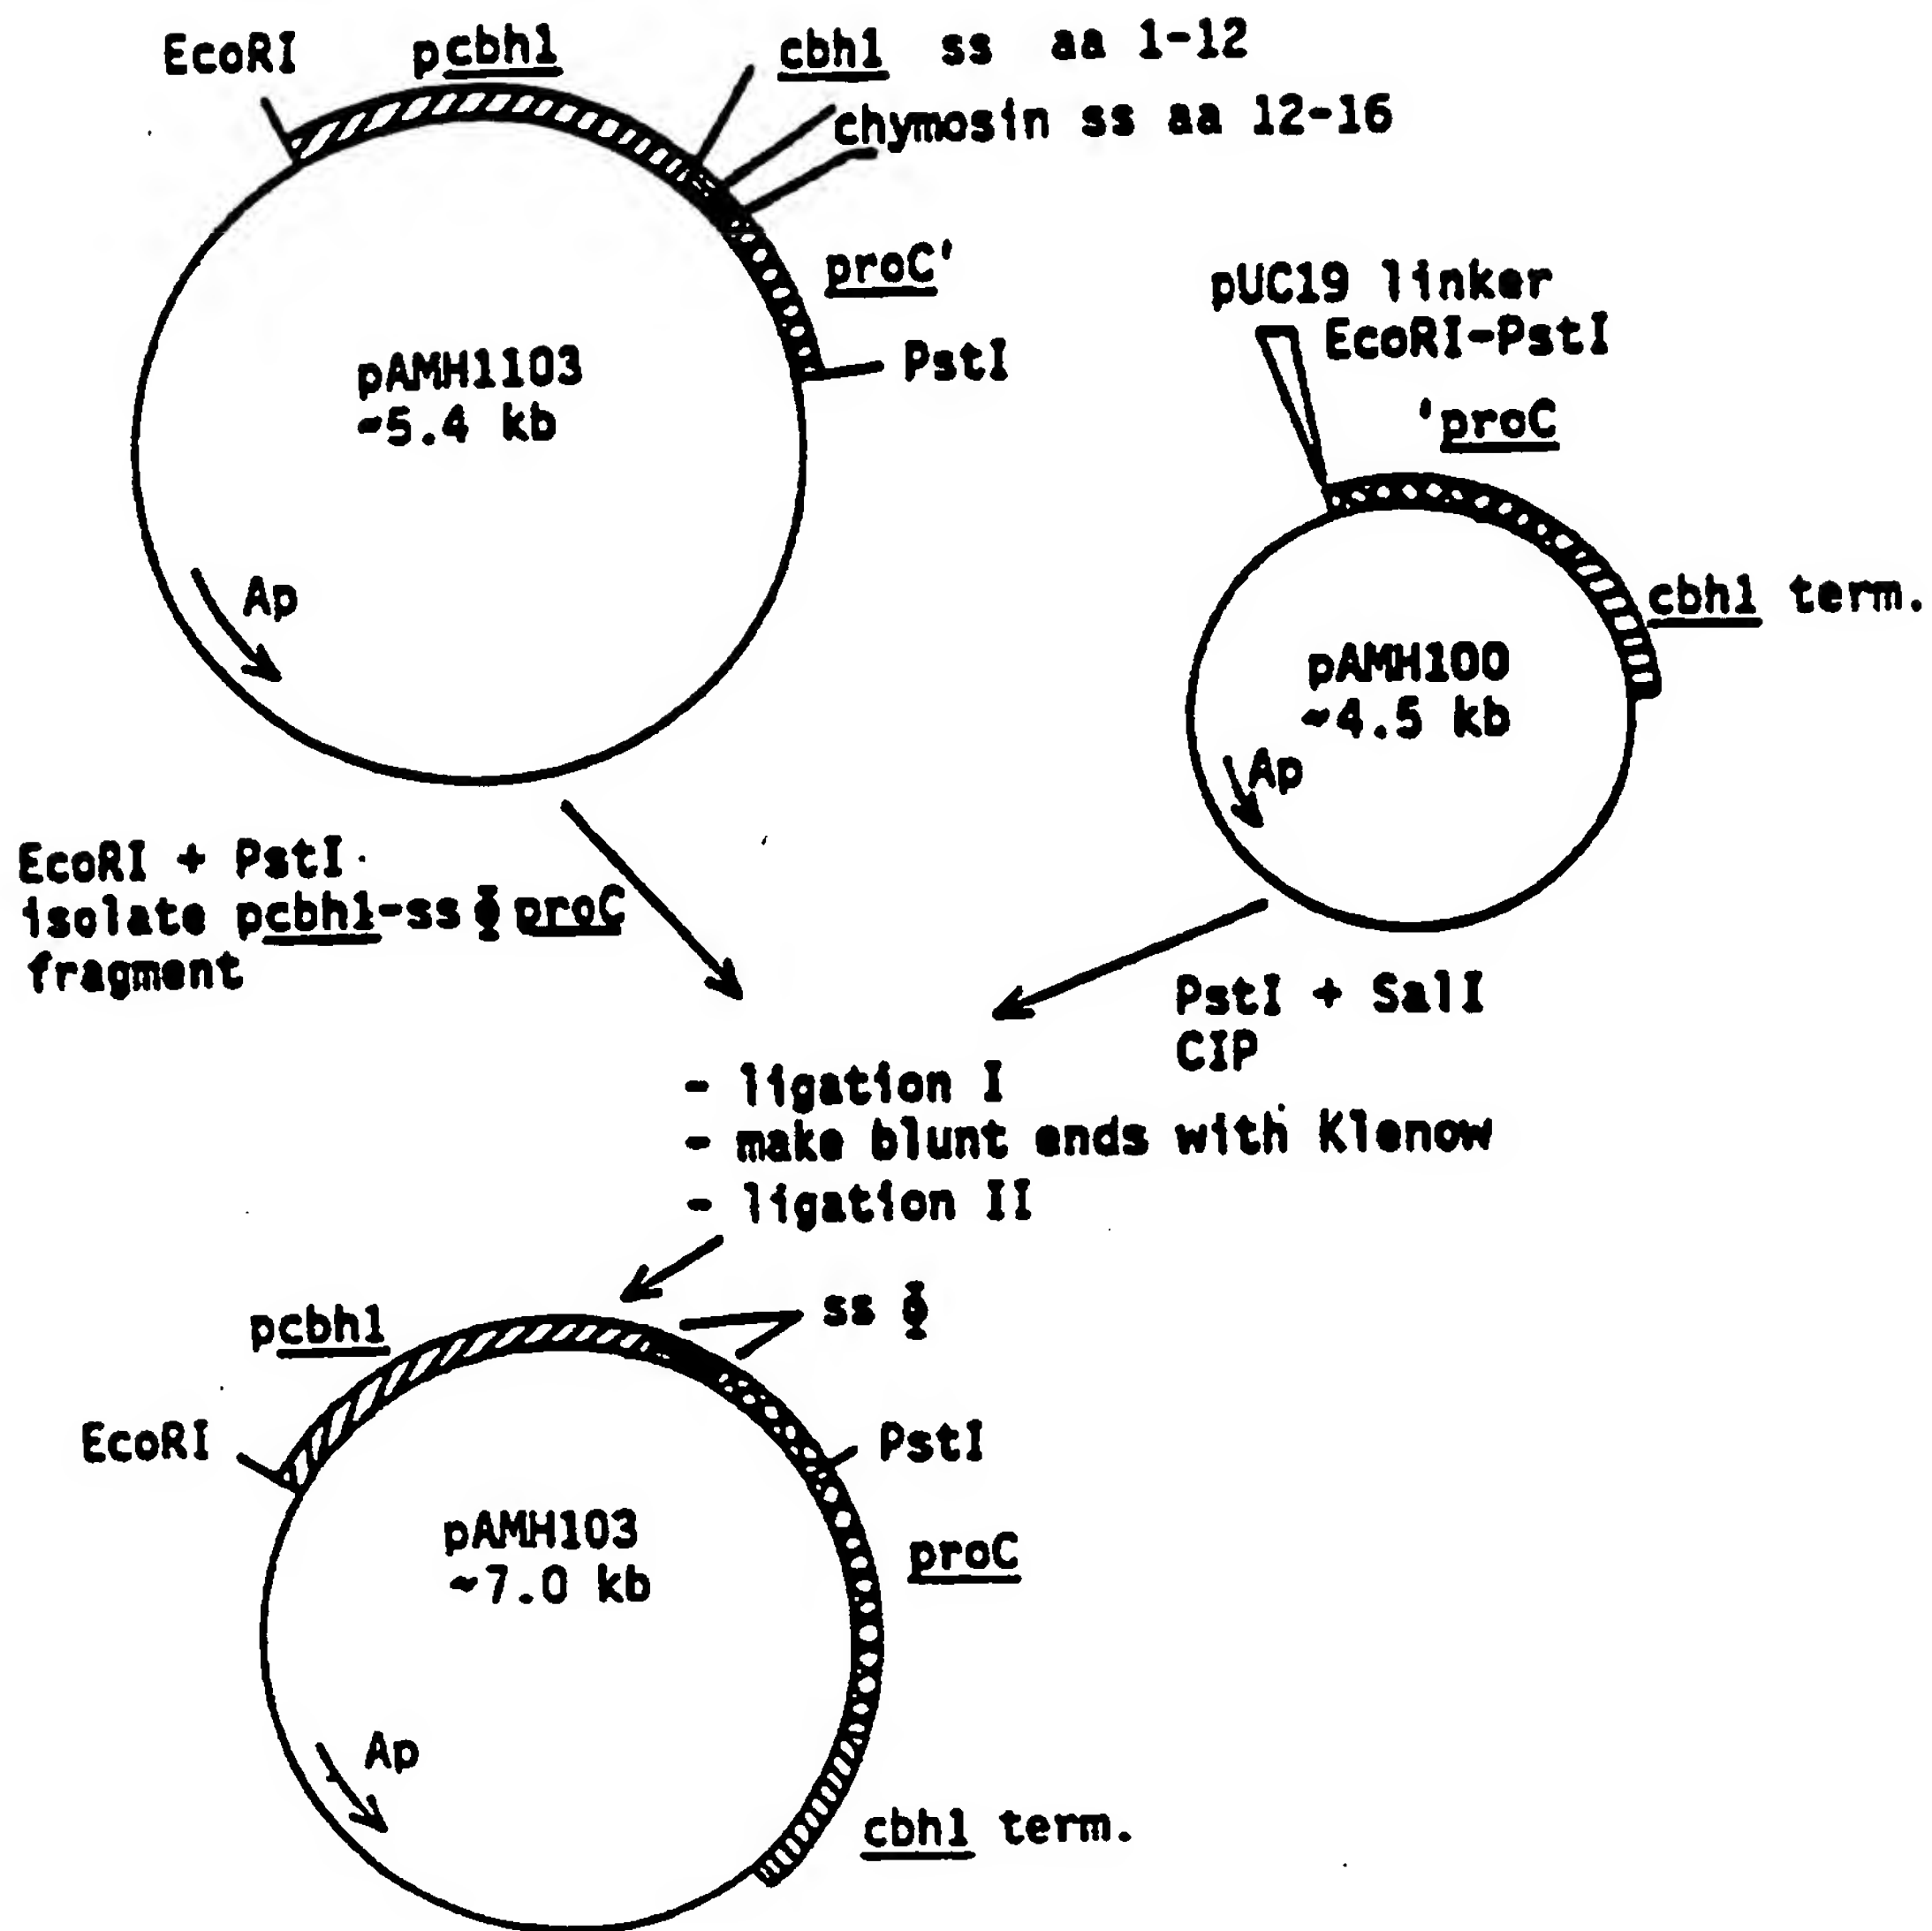 EcoRI
pcbh1
cbh1 ss aa 1-12
chymosin ss aa 12-16
proC'
PstI
pAMH1103
~5.4 kb
Ap
pUC19 linker
EcoRI-PstI
'proC
cbh1 term.
pAMH100
~4.5 kb
Ap
EcoRI + PstI
isolate pcbh1-ss proC
fragment
PstI + SalI
CIP
- ligation I
- make blunt ends with Klenow
- ligation II
pcbh1
ss
EcoRI
PstI
pAMH103
~7.0 kb
proC
Ap
cbh1 term.